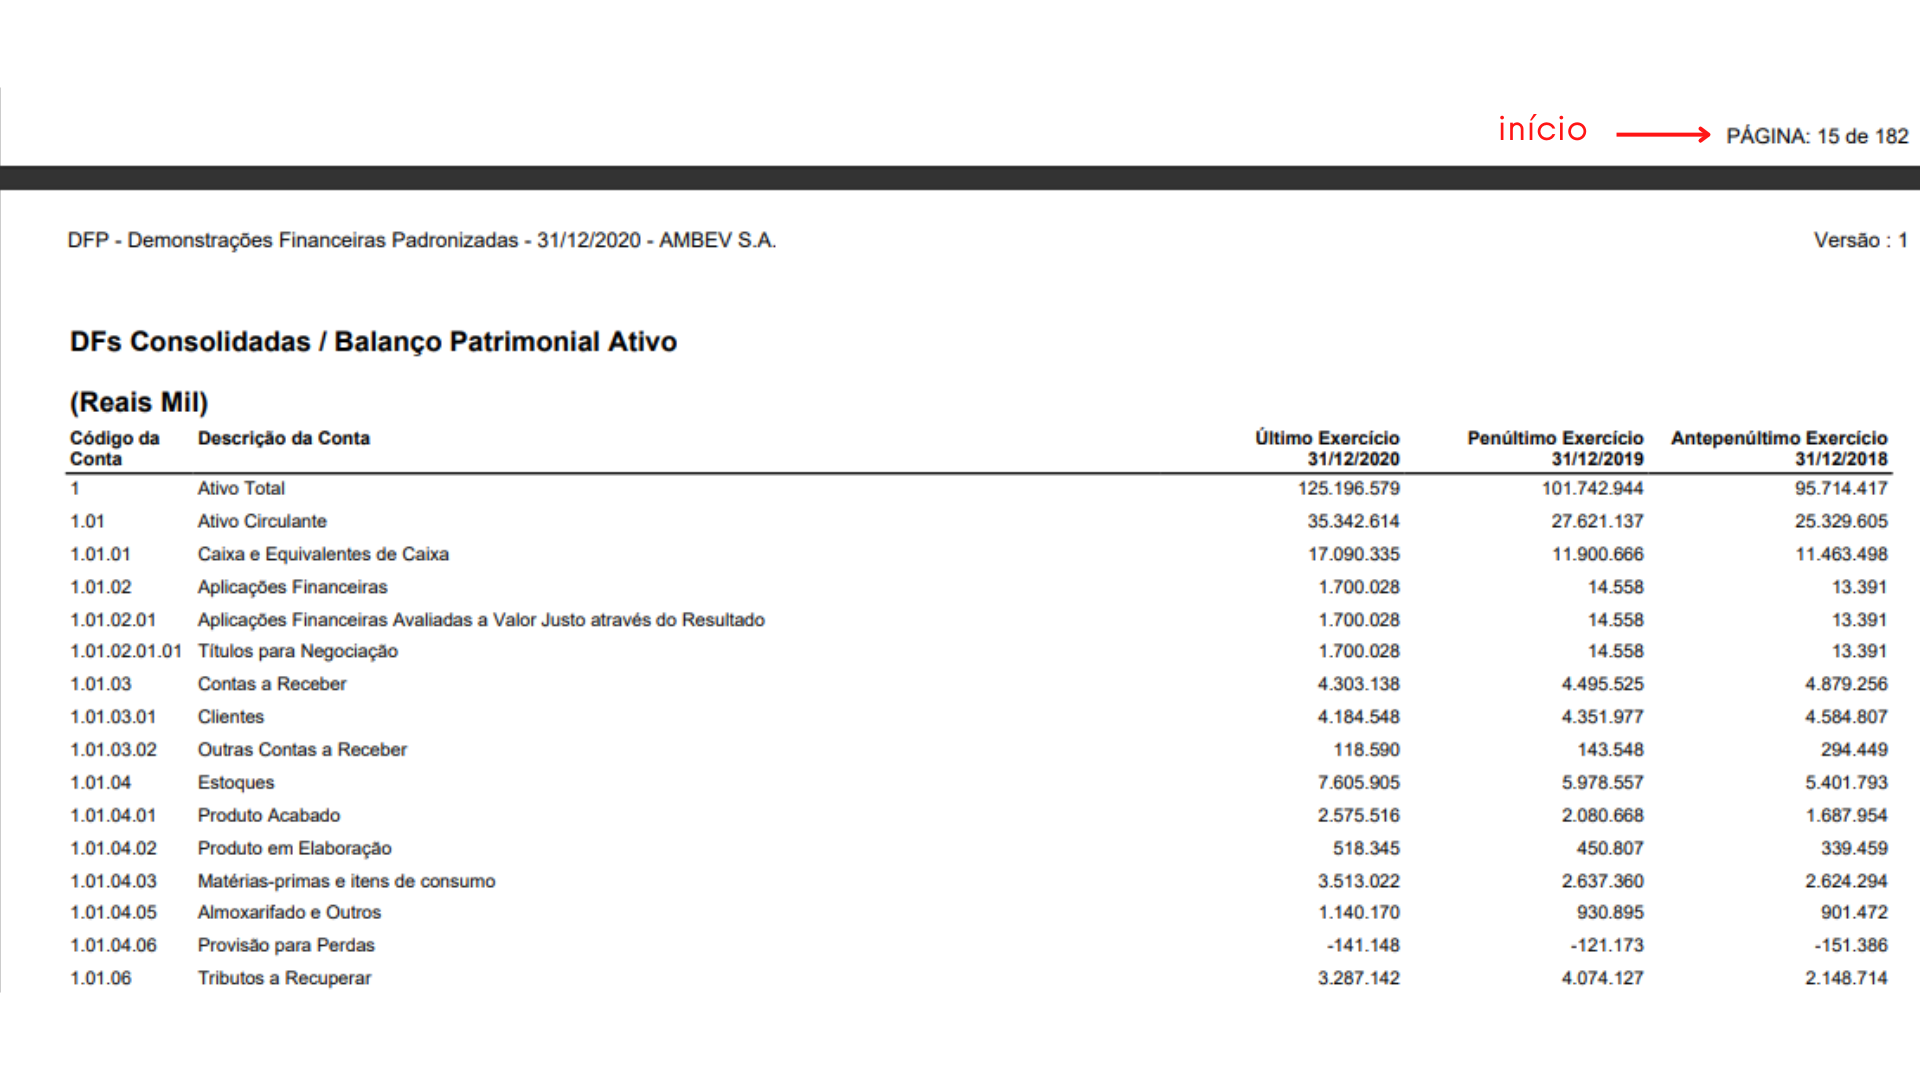 início PÁGINA: 15 de 182
DFP - Demonstrações Financeiras Padronizadas - 31/12/2020 - AMBEV S.A. Versão : 1
DFs Consolidadas / Balanço Patrimonial Ativo
(Reais Mil)
Código da Conta Descrição da Conta Último Exercício 31/12/2020 Penúltimo Exercício 31/12/2019 Antepenúltimo Exercício 31/12/2018
1 Ativo Total 125.196.579 101.742.944 95.714.417
1.01 Ativo Circulante 35.342.614 27.621.137 25.329.605
1.01.01 Caixa e Equivalentes de Caixa 17.090.335 11.900.666 11.463.498
1.01.02 Aplicações Financeiras 1.700.028 14.558 13.391
1.01.02.01 Aplicações Financeiras Avaliadas a Valor Justo através do Resultado 1.700.028 14.558 13.391
1.01.02.01.01 Títulos para Negociação 1.700.028 14.558 13.391
1.01.03 Contas a Receber 4.303.138 4.495.525 4.879.256
1.01.03.01 Clientes 4.184.548 4.351.977 4.584.807
1.01.03.02 Outras Contas a Receber 118.590 143.548 294.449
1.01.04 Estoques 7.605.905 5.978.557 5.401.793
1.01.04.01 Produto Acabado 2.575.516 2.080.668 1.687.954
1.01.04.02 Produto em Elaboração 518.345 450.807 339.459
1.01.04.03 Matérias-primas e itens de consumo 3.513.022 2.637.360 2.624.294
1.01.04.05 Almoxarifado e Outros 1.140.170 930.895 901.472
1.01.04.06 Provisão para Perdas -141.148 -121.173 -151.386
1.01.06 Tributos a Recuperar 3.287.142 4.074.127 2.148.714